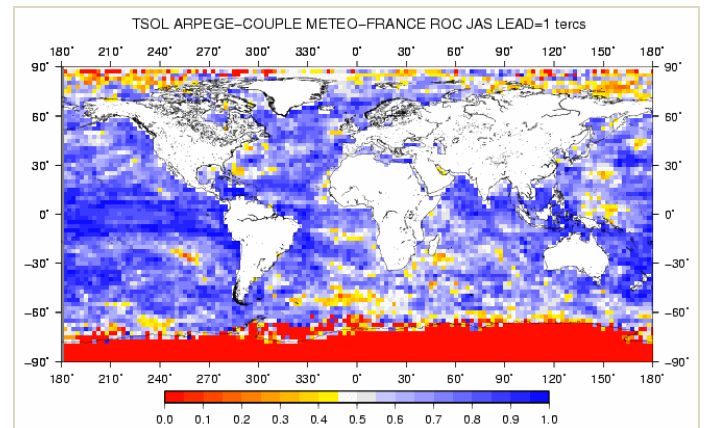 TSOL ARPEGE−COUPLE METEO−FRANCE ROC JAS LEAD=1 tercs
180˚ 210˚ 240˚ 270˚ 300˚ 330˚ 0˚ 30˚ 60˚ 90˚ 120˚ 150˚ 180˚
90˚ 90˚
60˚ 60˚
30˚ 30˚
0˚ 0˚
−30˚ −30˚
−60˚ −60˚
−90˚ −90˚
180˚ 210˚ 240˚ 270˚ 300˚ 330˚ 0˚ 30˚ 60˚ 90˚ 120˚ 150˚ 180˚
0.0 0.1 0.2 0.3 0.4 0.5 0.6 0.7 0.8 0.9 1.0